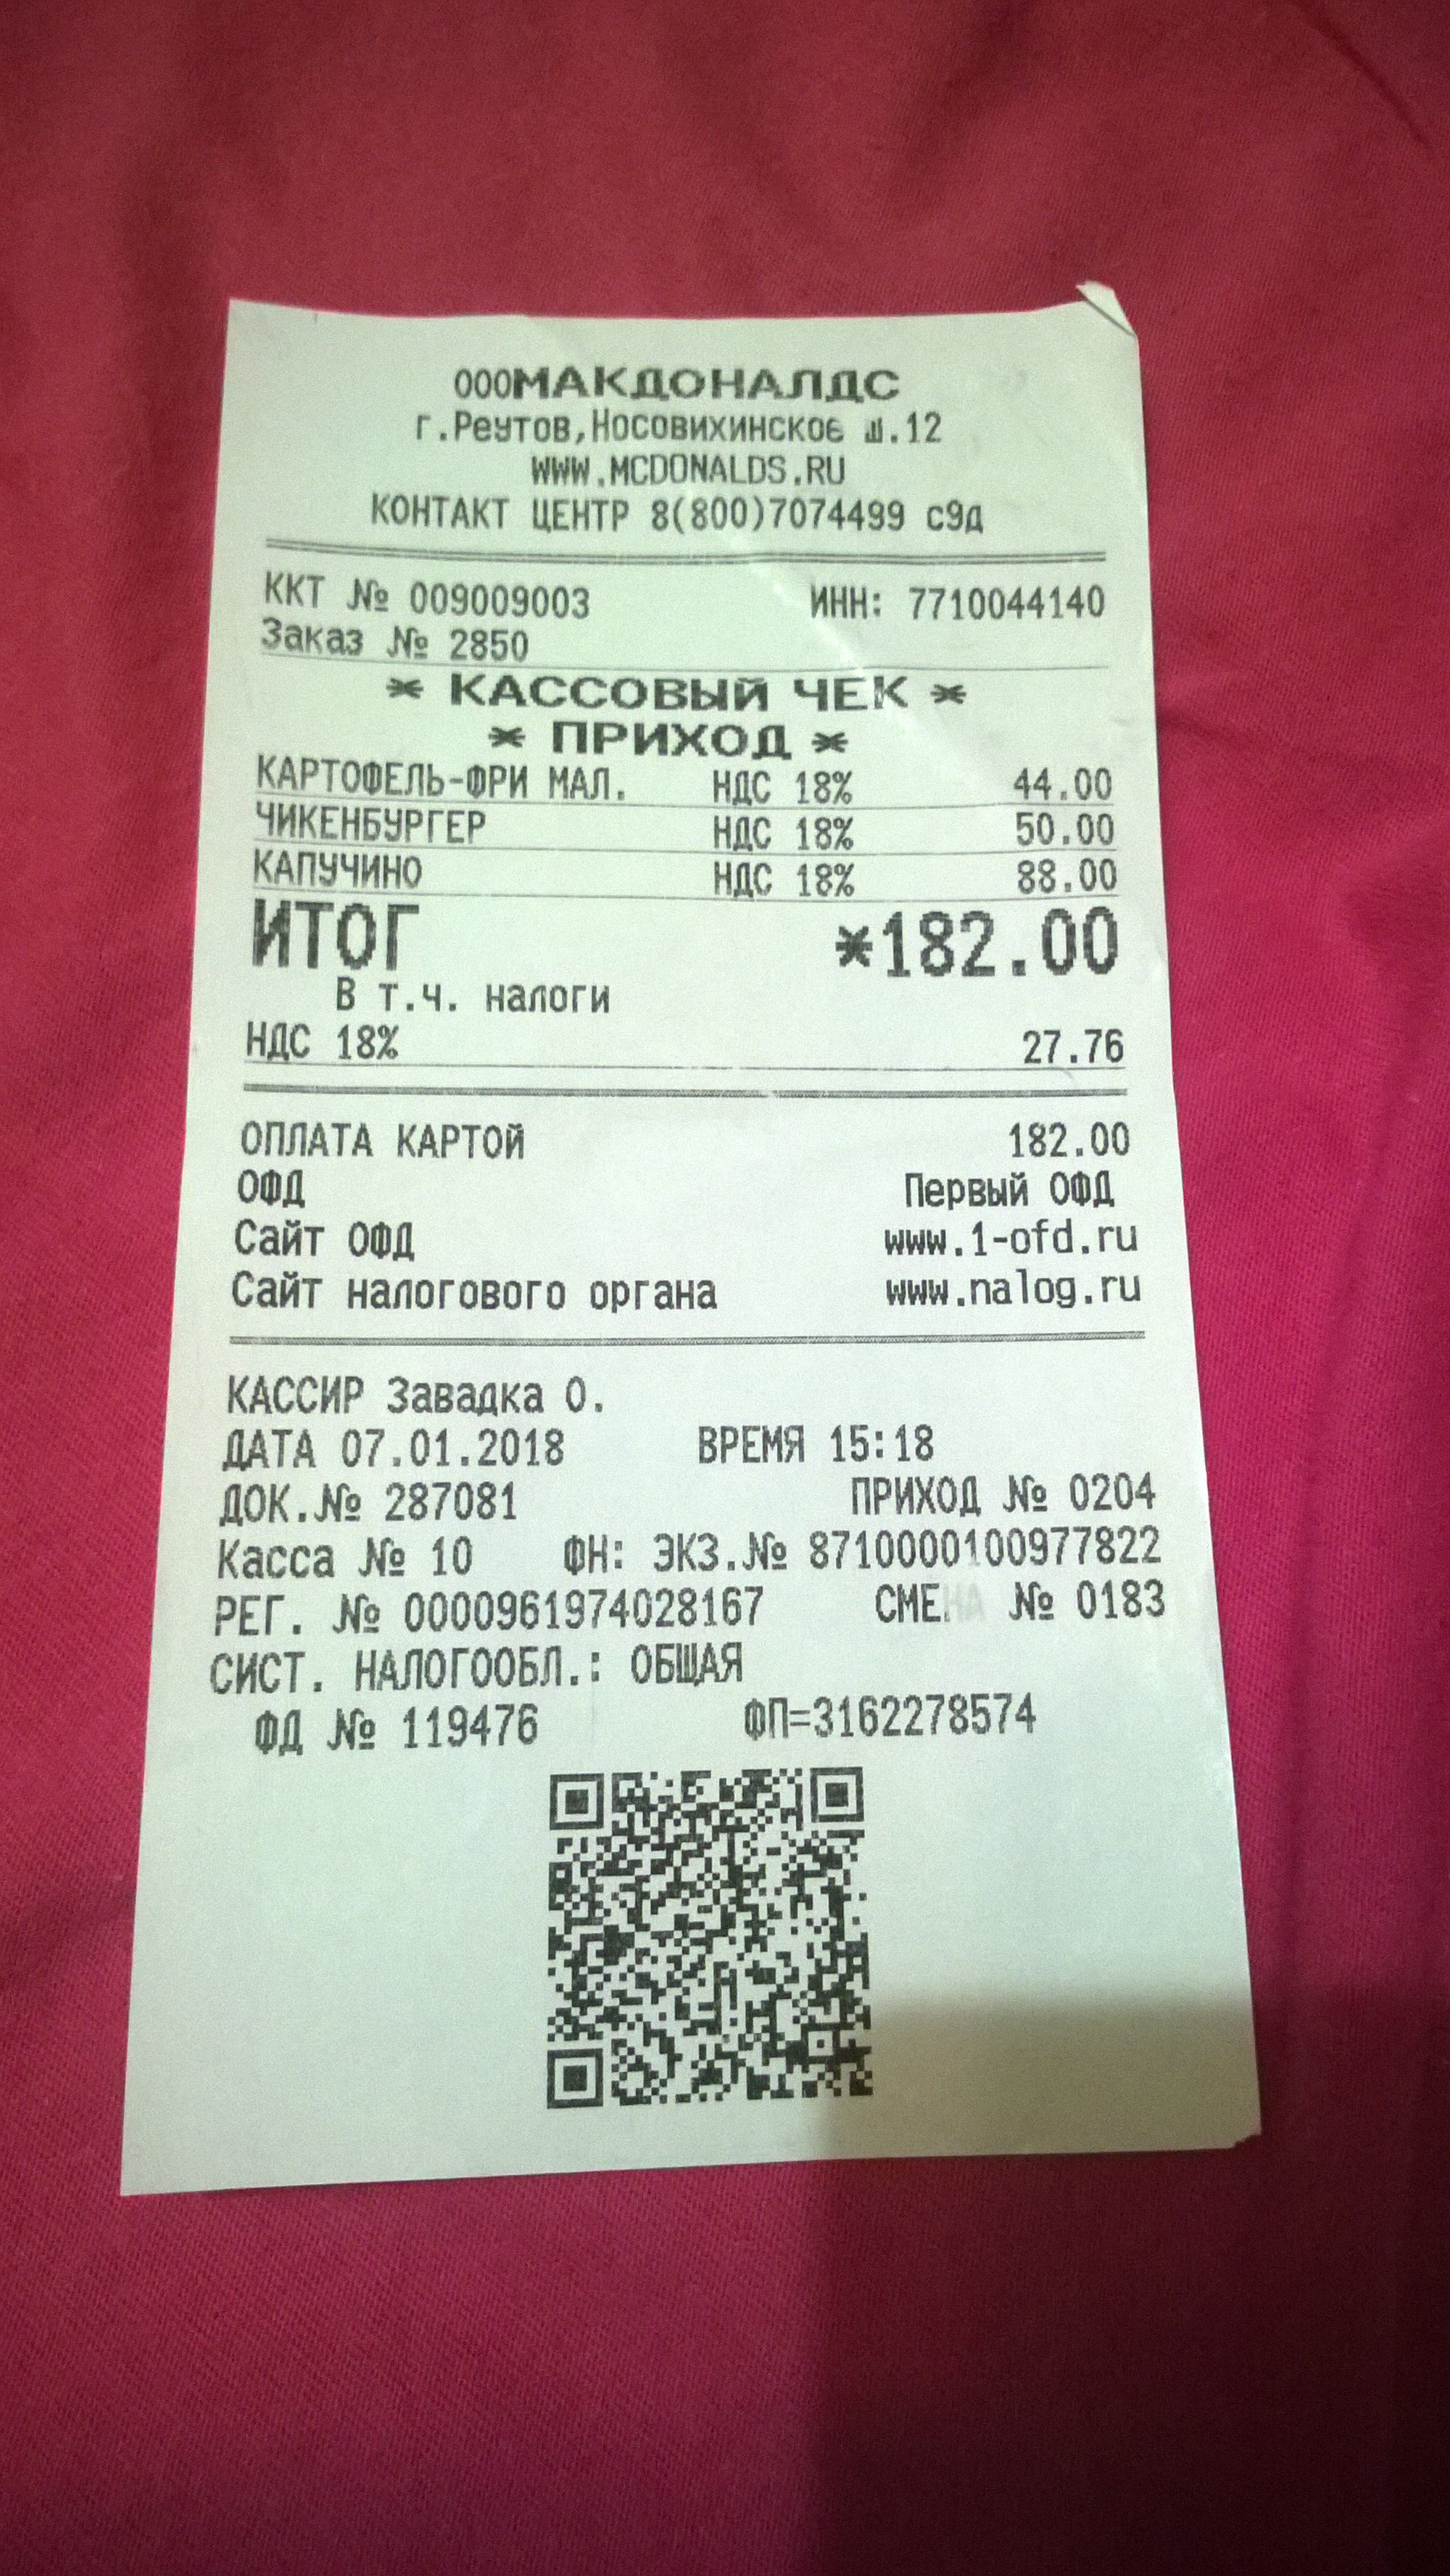 ОООМАКДОНАЛДС
г.Реутов,Носовихинское ш.12
WWW.MCDONALDS.RU
КОНТАКТ ЦЕНТР 8(800)7074499 с9д
ККТ № 009009003 ИНН: 7710044140
Заказ № 2850
* КАССОВЫЙ ЧЕК *
* ПРИХОД *
КАРТОФЕЛЬ-ФРИ МАЛ. НДС 18% 44.00
ЧИКЕНБУРГЕР НДС 18% 50.00
КАПУЧИНО НДС 18% 88.00
ИТОГ *182.00
В т.ч. налоги
НДС 18% 27.76
ОПЛАТА КАРТОЙ 182.00
ОФД Первый ОФД
Сайт ОФД www.1-ofd.ru
Сайт налогового органа www.nalog.ru
КАССИР Завадка О.
ДАТА 07.01.2018 ВРЕМЯ 15:18
ДОК.№ 287081 ПРИХОД № 0204
Касса № 10 ФН: ЭКЗ.№ 8710000100977822
РЕГ. № 0000961974028167 СМЕНА № 0183
СИСТ. НАЛОГООБЛ.: ОБЩАЯ
ФД № 119476 ФП=3162278574